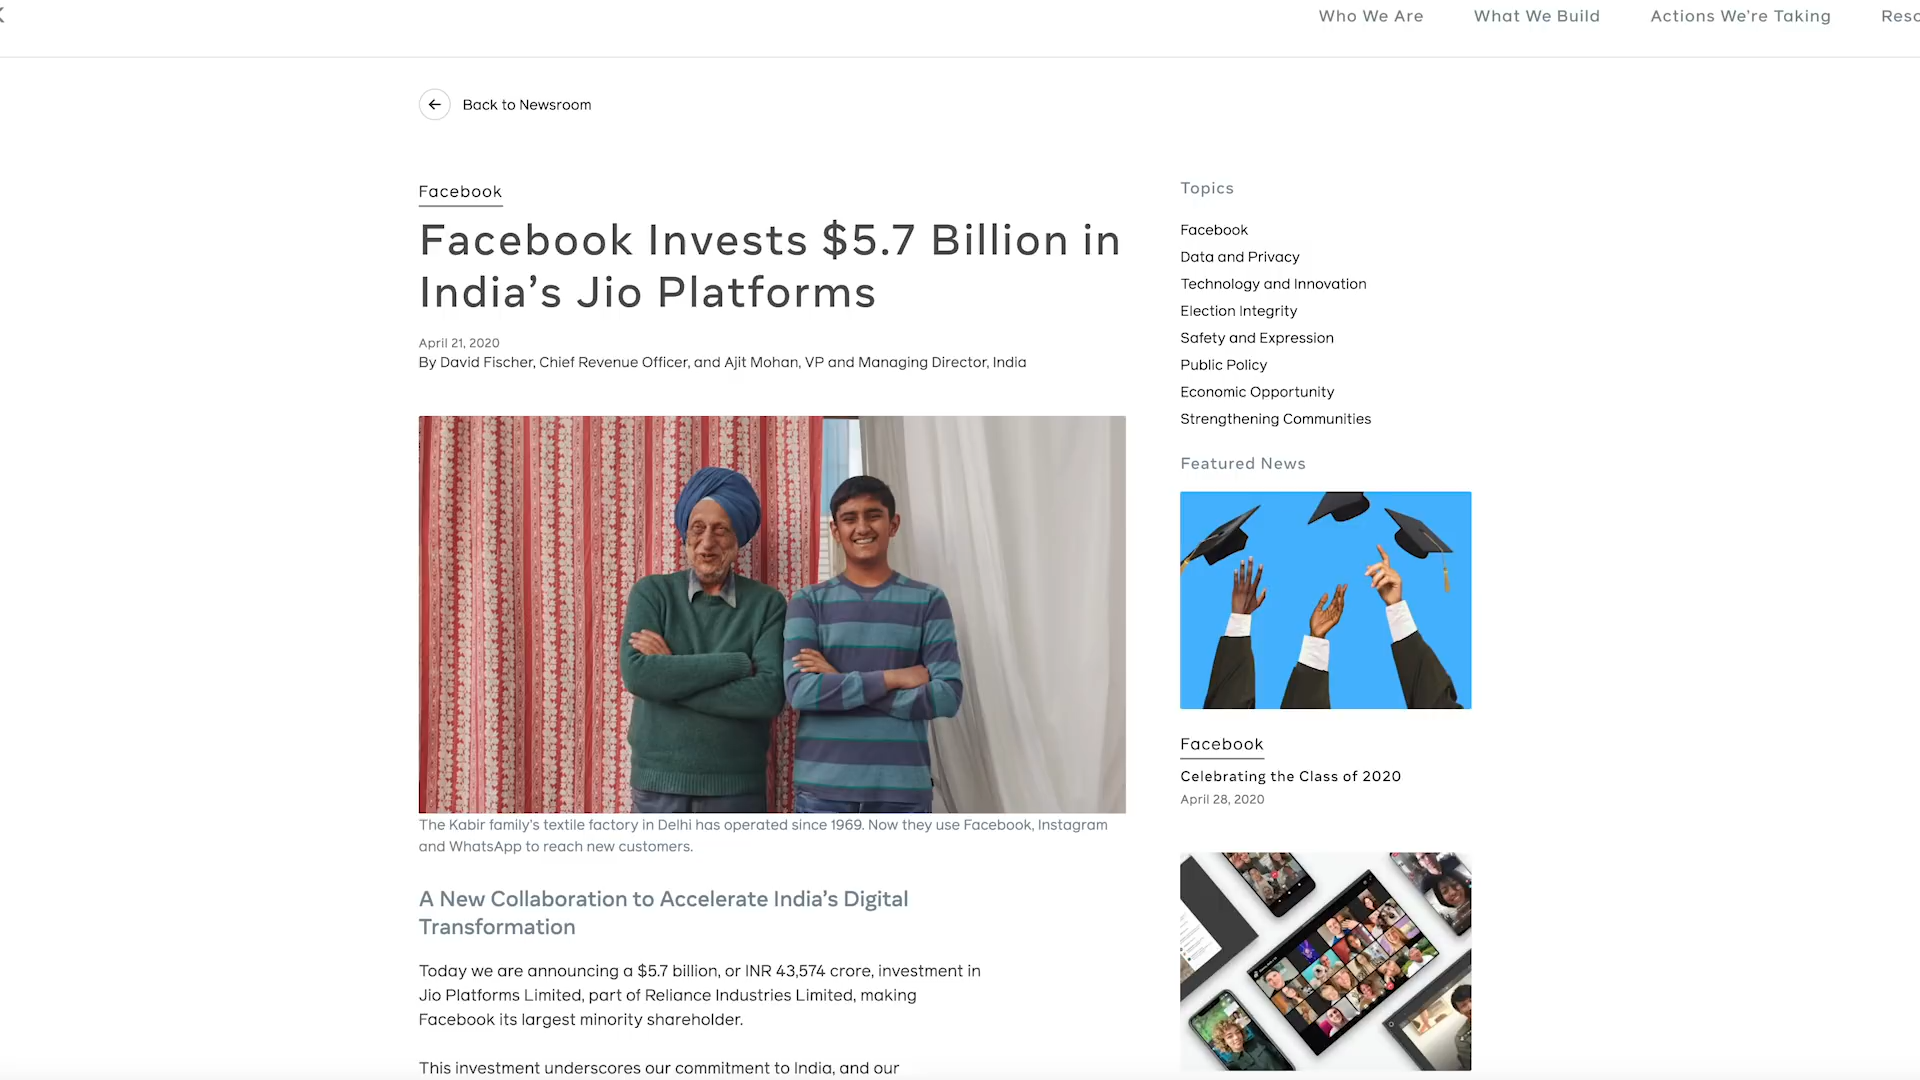 Who We Are
What We Build
Actions We're Taking
Back to Newsroom
Facebook
Facebook Invests $5.7 Billion in
India's Jio Platforms
April 21, 2020
By David Fischer, Chief Revenue Officer, and Ajit Mohan, VP and Managing Director, India
The Kabir family's textile factory in Delhi has operated since 1969. Now they use Facebook, Instagram
and WhatsApp to reach new customers.
A New Collaboration to Accelerate India's Digital
Transformation
Today we are announcing a $5.7 billion, or INR 43,574 crore, investment in
Jio Platforms Limited, part of Reliance Industries Limited, making
Facebook its largest minority shareholder.
This investment underscores our commitment to India, and our
Topics
Facebook
Data and Privacy
Technology and Innovation
Election Integrity
Safety and Expression
Public Policy
Economic Opportunity
Strengthening Communities
Featured News
Facebook
Celebrating the Class of 2020
April 28, 2020